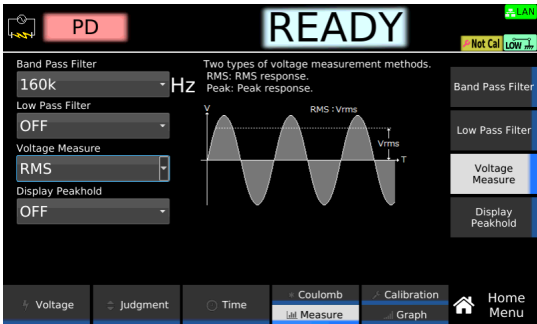 PD
READY
LAN
Not Cal LOW
Band Pass Filter
160k Hz
Low Pass Filter
OFF
Voltage Measure
RMS
Display Peakhold
OFF
Two types of voltage measurement methods.
RMS: RMS response.
Peak: Peak response.
V
RMS : Vrms
Vrms
T
Band Pass Filter
Low Pass Filter
Voltage
Measure
Display
Peakhold
Voltage
Judgment
Time
Coulomb
Measure
Calibration
Graph
Home
Menu